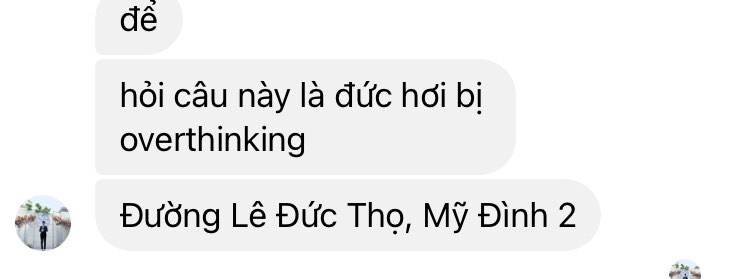 để
hỏi câu này là đức hơi bị
overthinking
Đường Lê Đức Thọ, Mỹ Đình 2